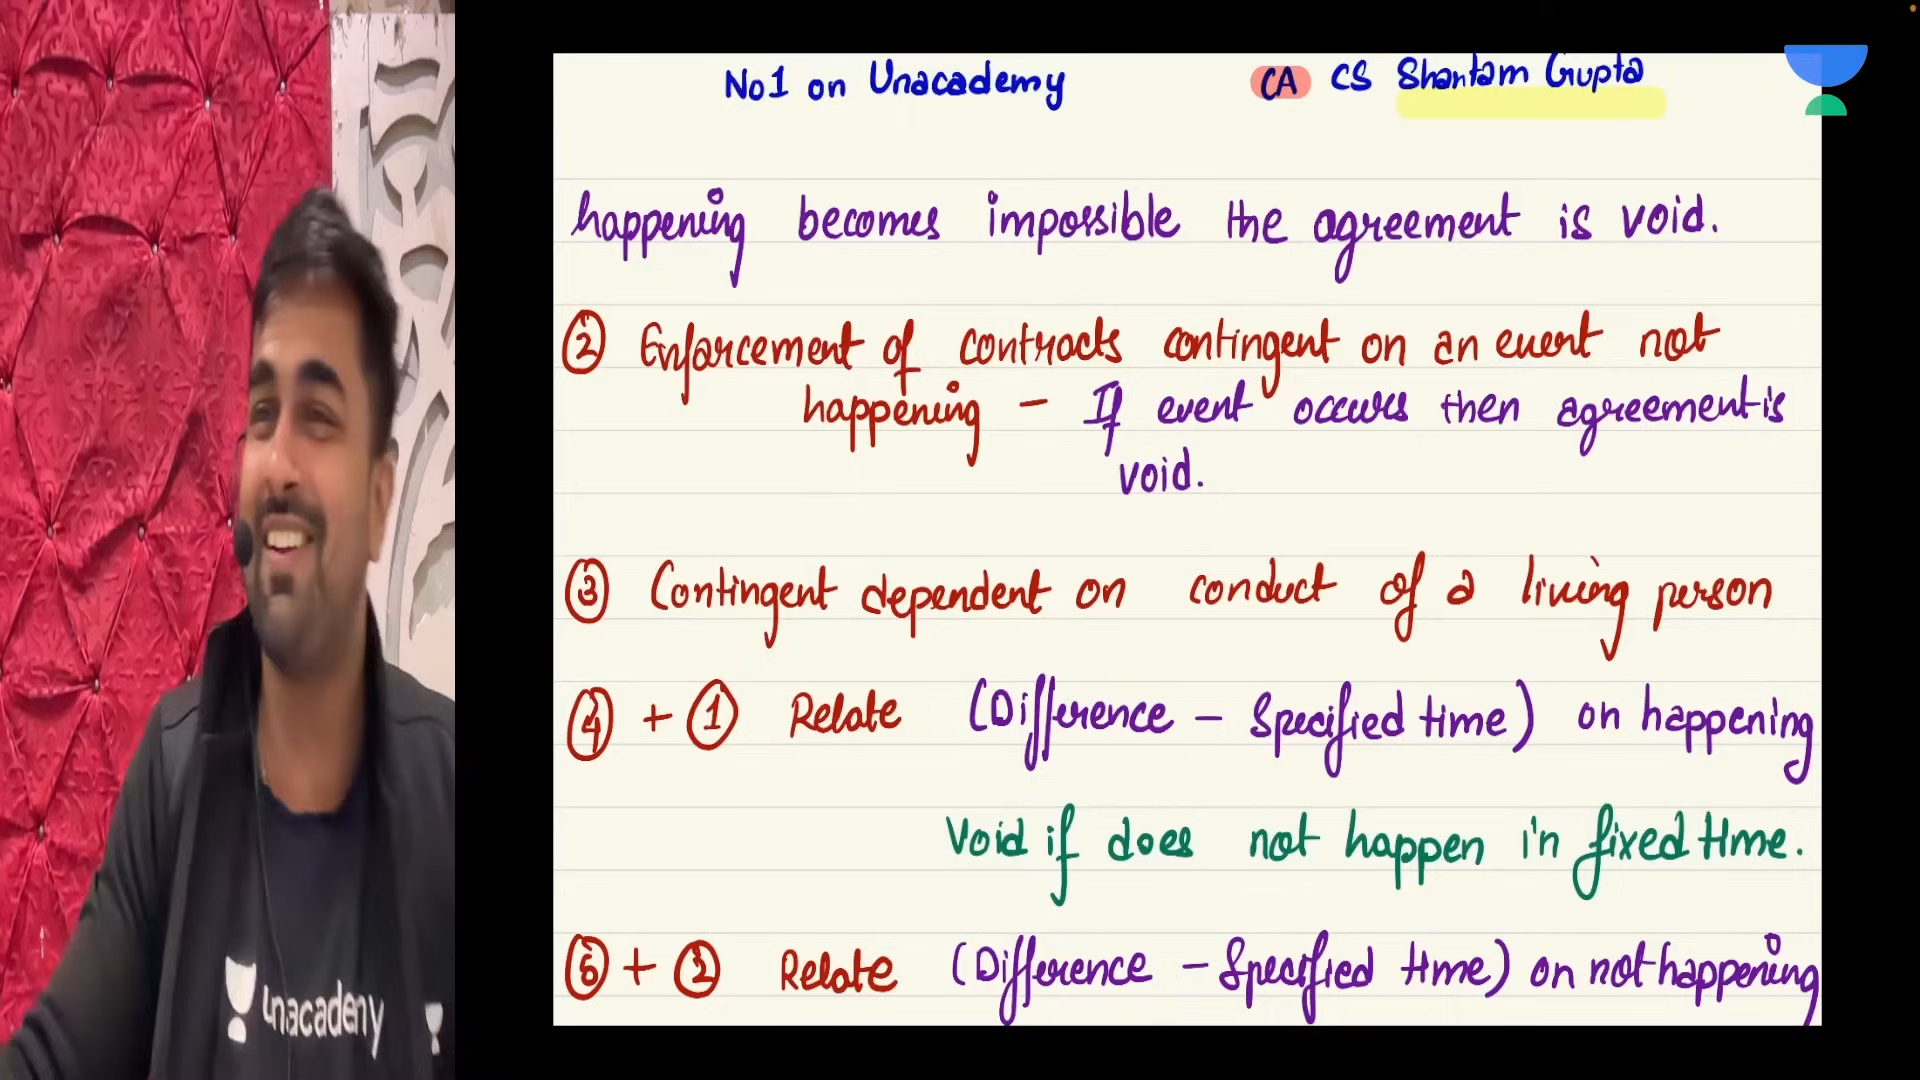 No1 on Unacademy CA CS Shantam Gupta
happening becomes impossible the agreement is void.
② Enforcement of contracts contingent on an event not
happening - If event occurs then agreement is
void.
③ Contingent dependent on conduct of a living person
④ + ① Relate (Difference - Specified time) on happening
Void if does not happen in fixed time.
⑤ + ② Relate (Difference - Specified time) on not happening
unacademy